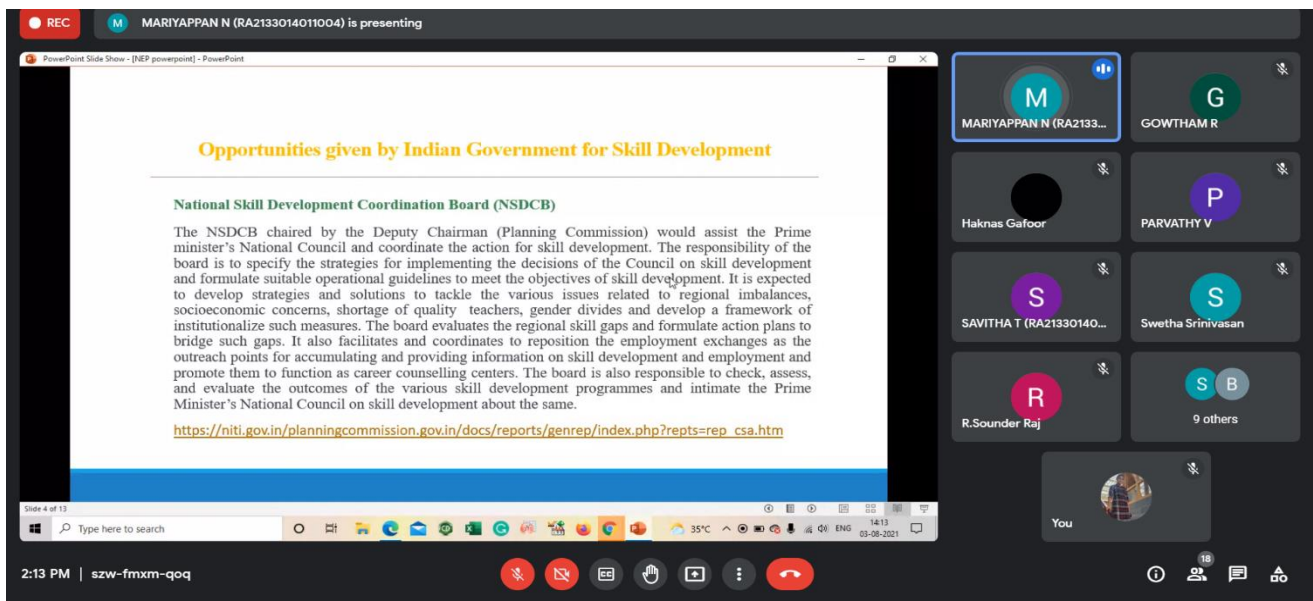 REC
M MARIYAPPAN N (RA2133014011004) is presenting
PowerPoint Slide Show - [NEP powerpoint] - PowerPoint
Opportunities given by Indian Government for Skill Development
National Skill Development Coordination Board (NSDCB)
The NSDCB chaired by the Deputy Chairman (Planning Commission) would assist the Prime
minister's National Council and coordinate the action for skill development. The responsibility of the
board is to specify the strategies for implementing the decisions of the Council on skill development
and formulate suitable operational guidelines to meet the objectives of skill development. It is expected
to develop strategies and solutions to tackle the various issues related to regional imbalances,
socioeconomic concerns, shortage of quality teachers, gender divides and develop a framework of
institutionalize such measures. The board evaluates the regional skill gaps and formulate action plans to
bridge such gaps. It also facilitates and coordinates to reposition the employment exchanges as the
outreach points for accumulating and providing information on skill development and employment and
promote them to function as career counselling centers. The board is also responsible to check, assess,
and evaluate the outcomes of the various skill development programmes and intimate the Prime
Minister's National Council on skill development about the same.
https://niti.gov.in/planningcommission.gov.in/docs/reports/genrep/index.php?repts=rep_csa.htm
Slide 4 of 13
Type here to search
35°C
ENG
14:13
03-08-2021
M
MARIYAPPAN N (RA2133...
G
GOWTHAM R
Haknas Gafoor
P
PARVATHY V
S
SAVITHA T (RA21330140...
S
Swetha Srinivasan
R
R.Sounder Raj
S B
9 others
You
2:13 PM | szw-fmxm-qoq
CC
18